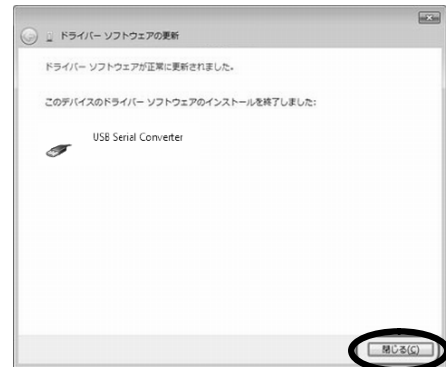 ドライバー ソフトウェアの更新
ドライバー ソフトウェアが正常に更新されました。
このデバイスのドライバー ソフトウェアのインストールを終了しました:
USB Serial Converter
閉じる(C)